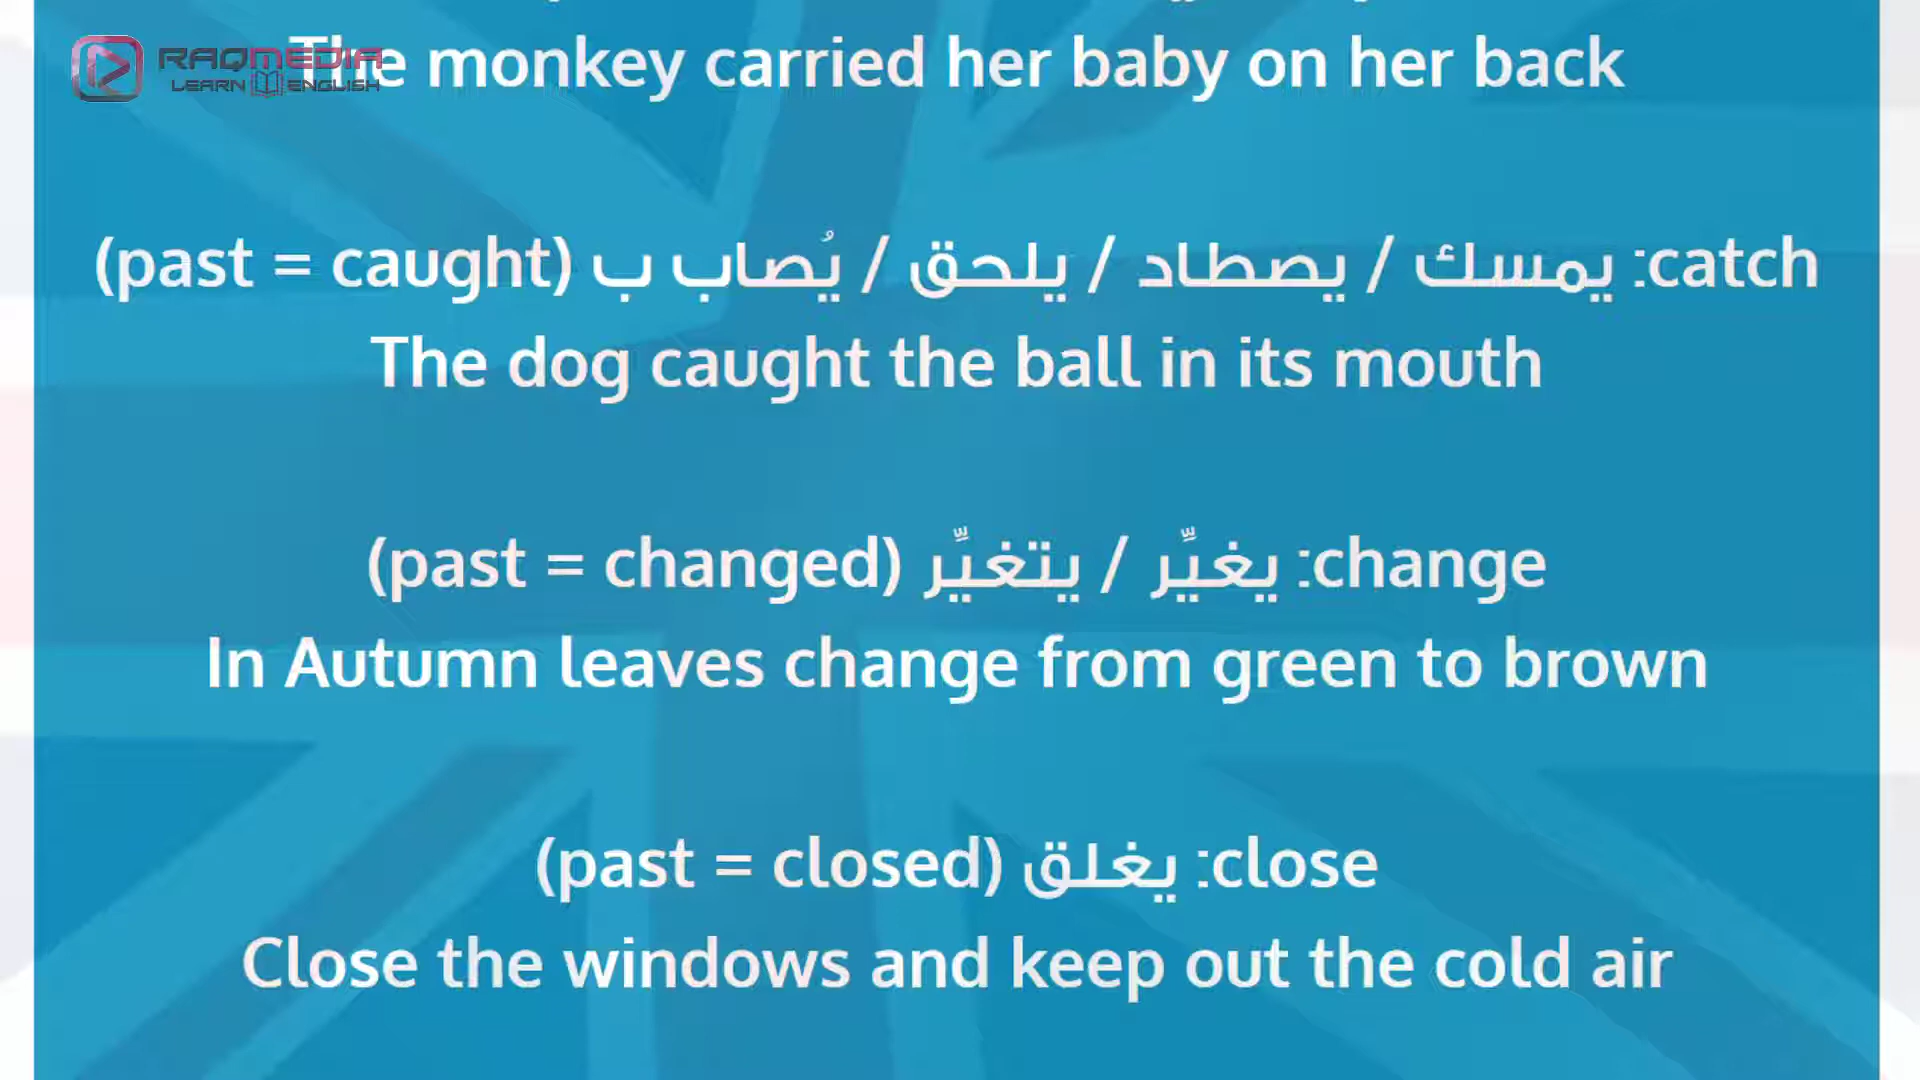 RAQMEDIA
LEARN ENGLISH
The monkey carried her baby on her back
catch: يمسك / يصطاد / يلحق / يُصاب ب (past = caught)
The dog caught the ball in its mouth
change: يغيِّر / يتغيِّر (past = changed)
In Autumn leaves change from green to brown
close: يغلق (past = closed)
Close the windows and keep out the cold air